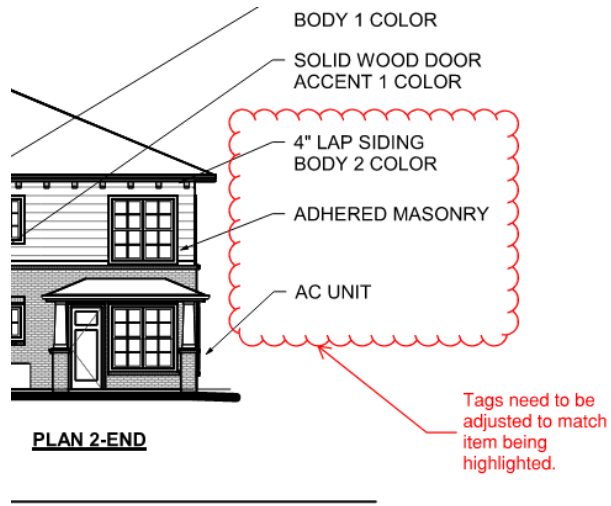 BODY 1 COLOR
SOLID WOOD DOOR
ACCENT 1 COLOR
4" LAP SIDING
BODY 2 COLOR
ADHERED MASONRY
AC UNIT
Tags need to be
adjusted to match
item being
highlighted.
PLAN 2-END